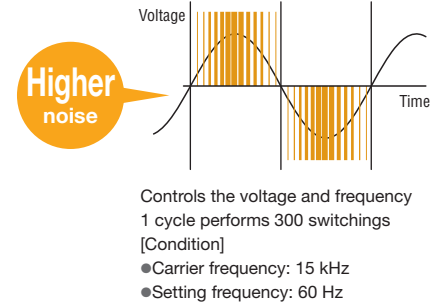 Voltage
Higher
noise
Time
Controls the voltage and frequency
1 cycle performs 300 switchings
[Condition]
●Carrier frequency: 15 kHz
●Setting frequency: 60 Hz